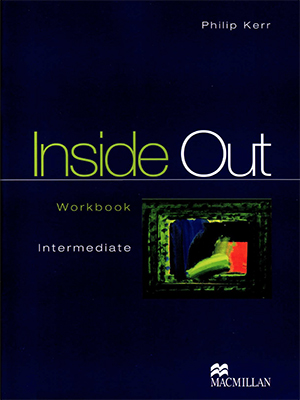 Philip Kerr
Inside Out
Workbook
Intermediate
MACMILLAN